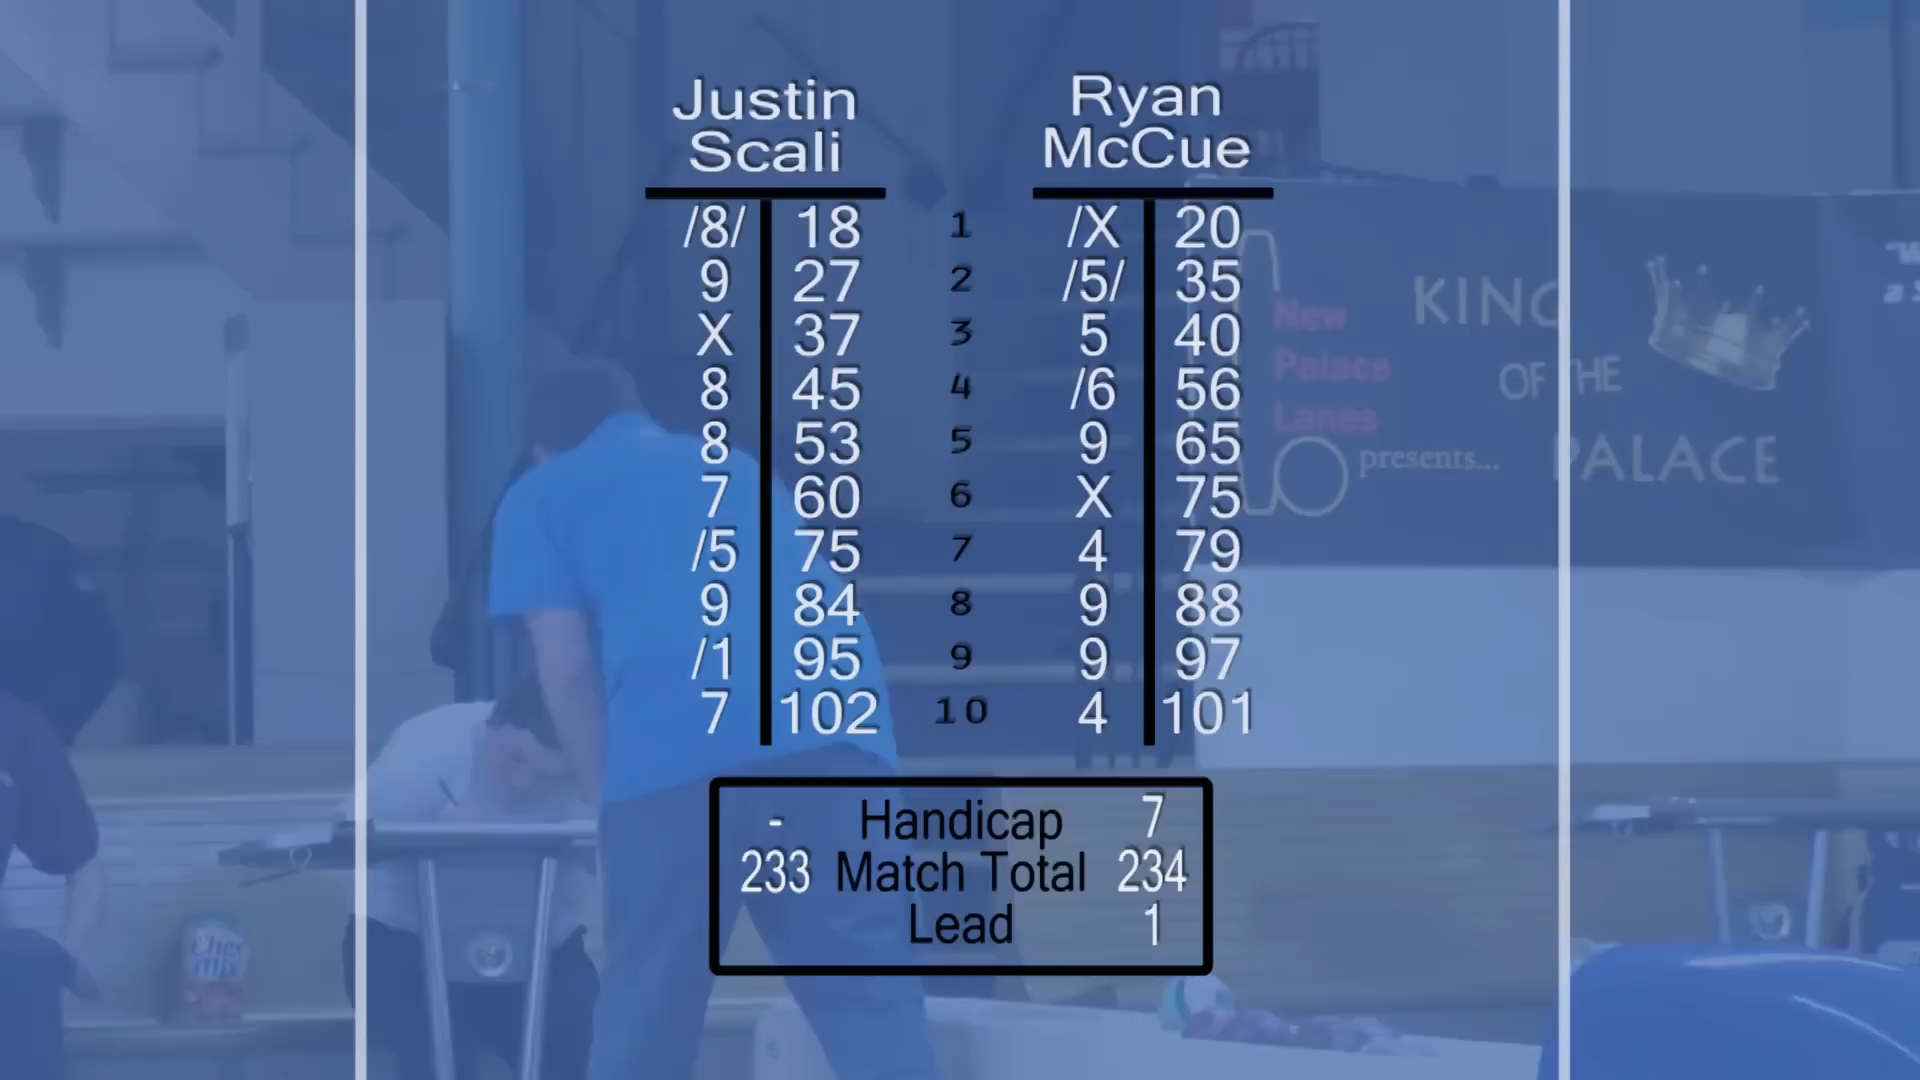 Justin Scali
Ryan McCue
/8/ 18 1 /X 20
9 27 2 /5/ 35
X 37 3 5 40
8 45 4 /6 56
8 53 5 9 65
7 60 6 X 75
/5 75 7 4 79
9 84 8 9 88
/1 95 9 9 97
7 102 10 4 101
- Handicap 7
233 Match Total 234
Lead 1
New
Palace
Lanes
presents...
KING
OF THE
PALACE